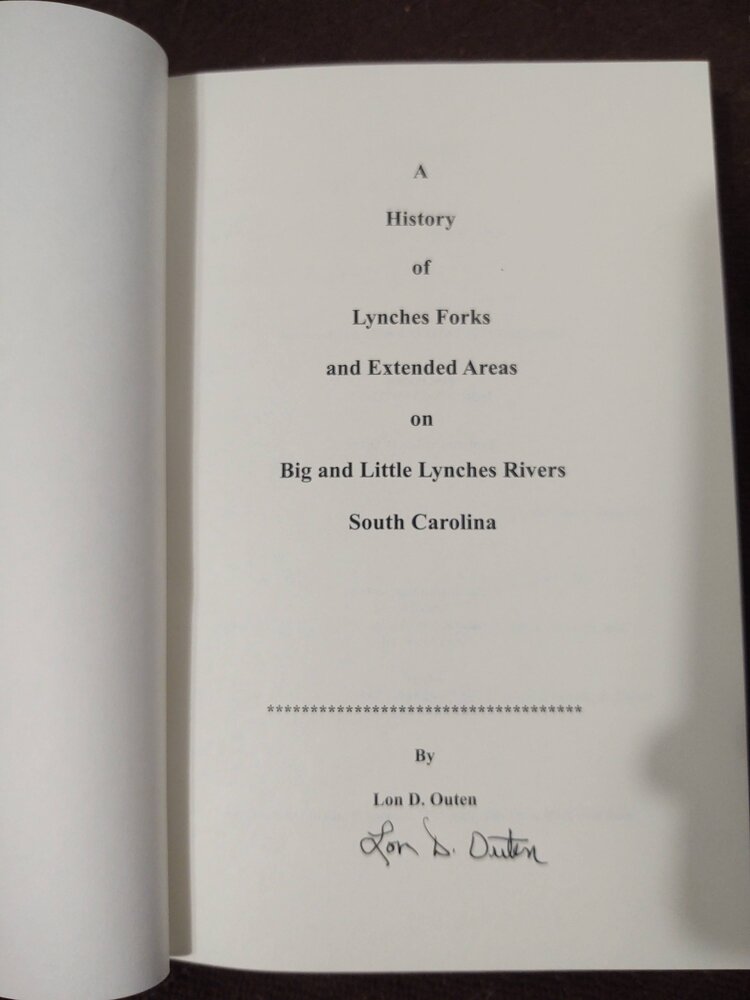 A
History
of
Lynches Forks
and Extended Areas
on
Big and Little Lynches Rivers
South Carolina
************************************
By
Lon D. Outen
Lon D. Outen